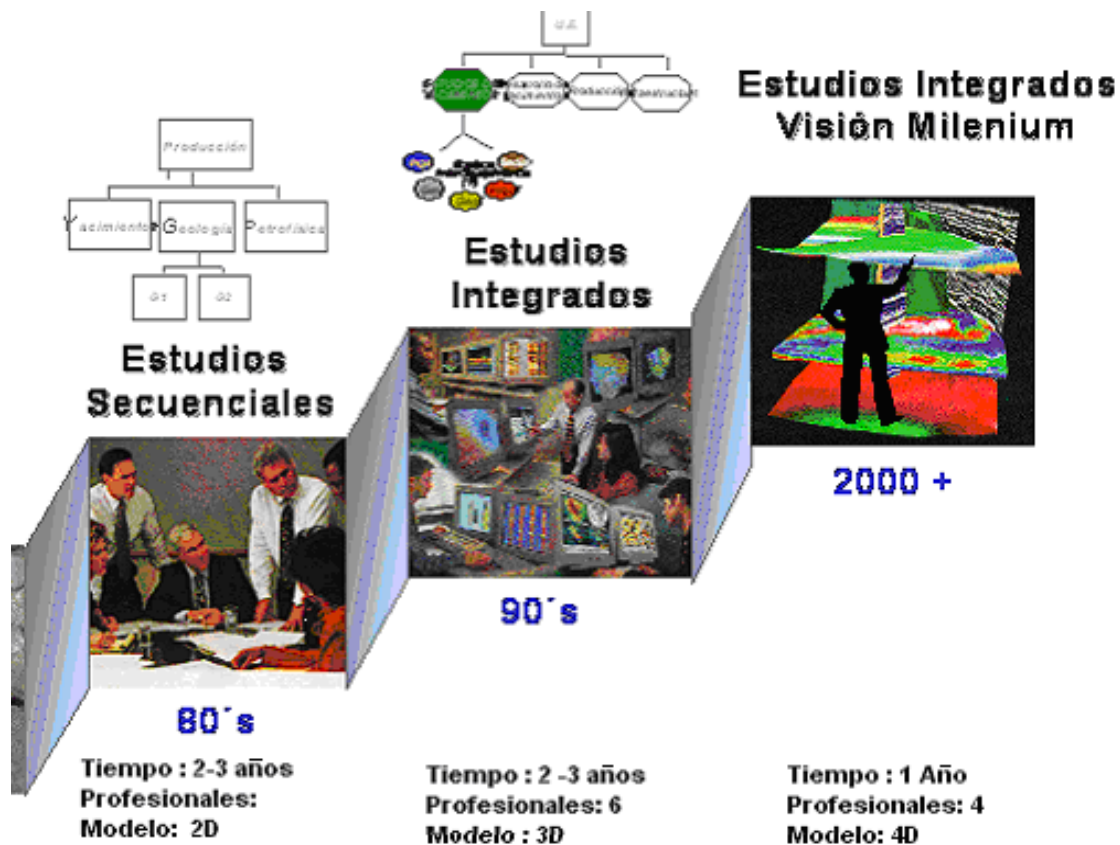 Producción
Yacimientos Geología Petrofísica
G1 G2
Estudios
Secuenciales
80´s
Tiempo : 2-3 años
Profesionales:
Modelo: 2D
U.E.
Estudios
Integrados
90´s
Tiempo : 2 -3 años
Profesionales: 6
Modelo : 3D
Estudios Integrados
Visión Milenium
2000 +
Tiempo : 1 Año
Profesionales: 4
Modelo: 4D